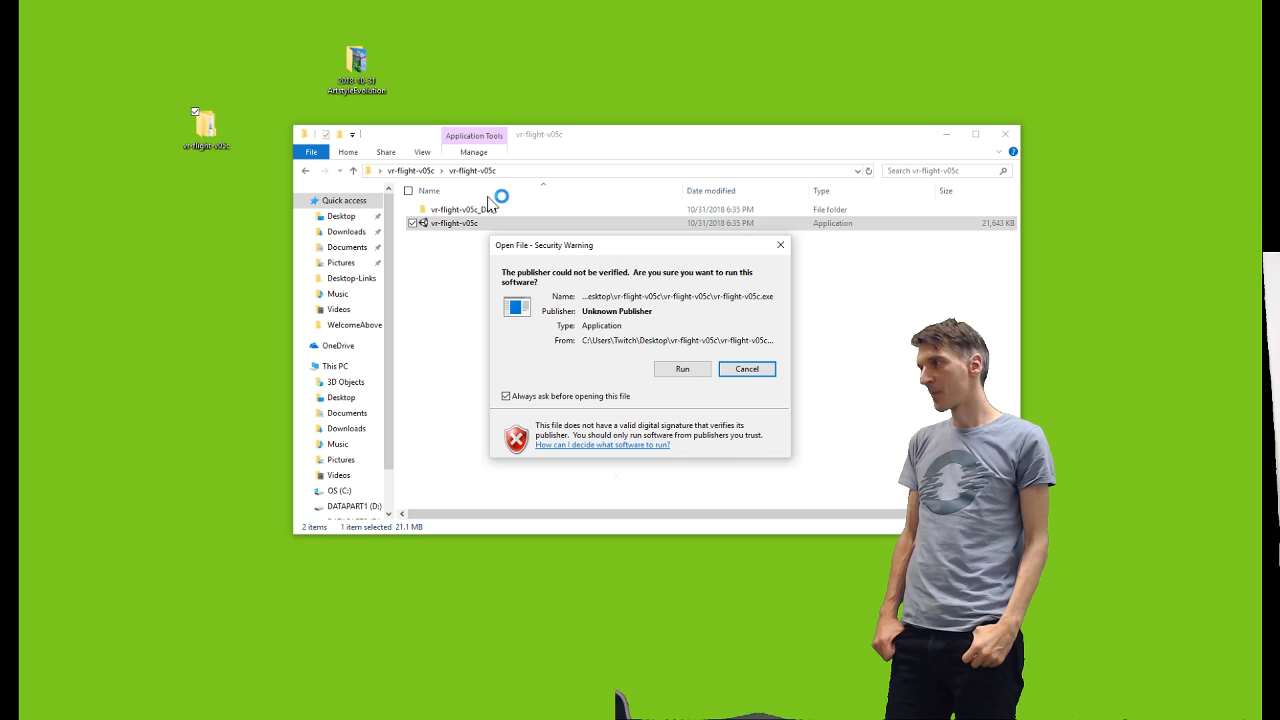 2018-10-31
ArtstyleEvolution
vr-flight-v05c
Application Tools
vr-flight-v05c
File
Home
Share
View
Manage
vr-flight-v05c › vr-flight-v05c
Search vr-flight-v05c
Name
Date modified
Type
Size
10/31/2018 6:35 PM
File folder
vr-flight-v05c
10/31/2018 6:35 PM
Application
21,643 KB
Quick access
Desktop
Downloads
Documents
Pictures
Desktop-Links
Music
Videos
WelcomeAbove
OneDrive
This PC
3D Objects
Desktop
Documents
Downloads
Music
Pictures
Videos
OS (C:)
DATAPART1 (D:)
2 items
1 item selected 21.1 MB
Open File - Security Warning
The publisher could not be verified. Are you sure you want to run this
software?
Name: ...esktop\vr-flight-v05c\vr-flight-v05c\vr-flight-v05c.exe
Publisher: Unknown Publisher
Type: Application
From: C:\Users\Twitch\Desktop\vr-flight-v05c\vr-flight-v05c...
Run
Cancel
Always ask before opening this file
This file does not have a valid digital signature that verifies its
publisher. You should only run software from publishers you trust.
How can I decide what software to run?